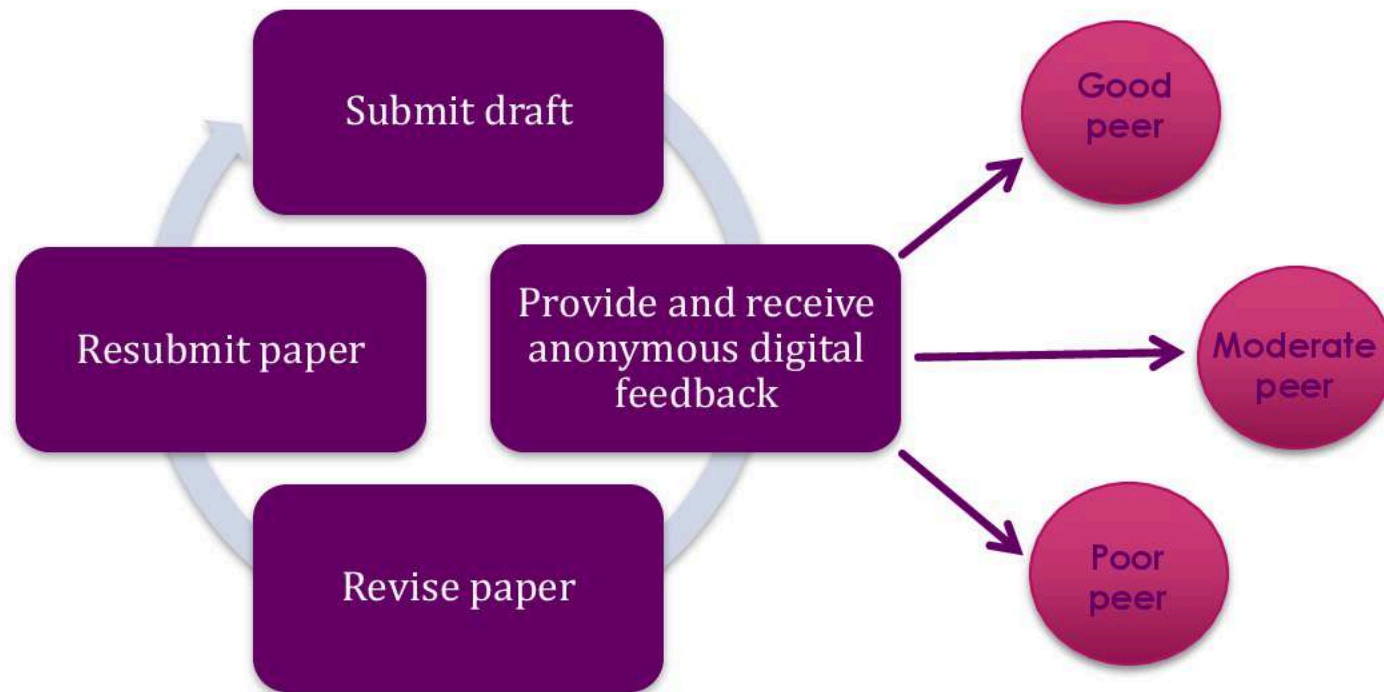 Submit draft
Provide and receive
anonymous digital
feedback
Revise paper
Resubmit paper
Good
peer
Moderate
peer
Poor
peer